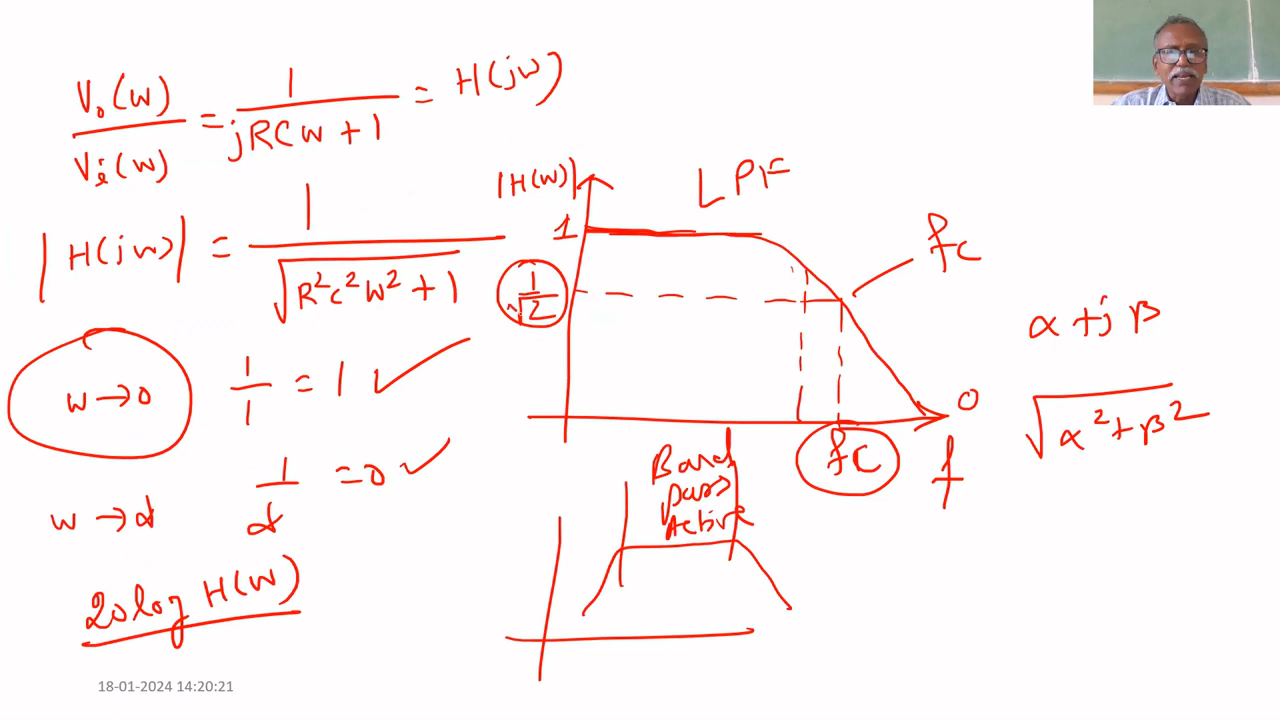 V₀(w) / Vᵢ(w) = 1 / (jRCw + 1) = H(jw)
|H(jw)| = 1 / √(R²C²w² + 1)
w → 0 1/1 = 1 ✓
w → α 1/α = 0 ✓
20log H(w)
|H(w)|
LPF
1
1/√2
fc
fc
0
f
α + jβ
√(α² + β²)
Band
pass
Active
18-01-2024 14:20:21